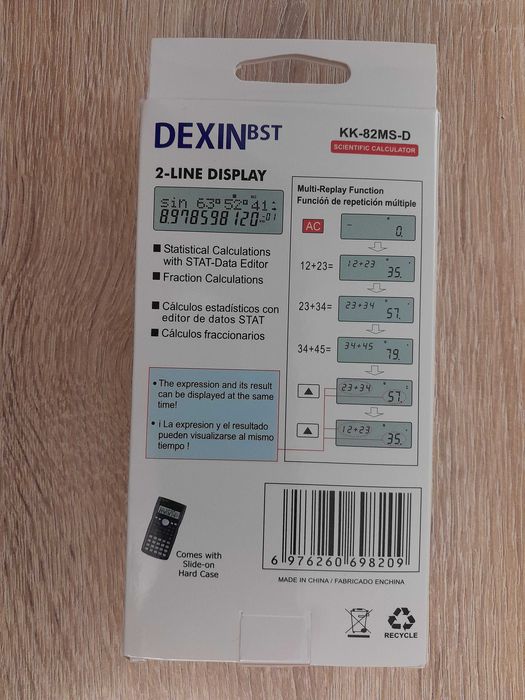 DEXINBST
KK-82MS-D
SCIENTIFIC CALCULATOR
2-LINE DISPLAY
sin 63°52°41
8.978598120-01
■ Statistical Calculations
with STAT-Data Editor
■ Fraction Calculations
■ Cálculos estadísticos con
editor de datos STAT
■ Cálculos fraccionarios
• The expression and its result
can be displayed at the same
time!
• ¡ La expresion y el resultado
pueden visualizarse al mismo
tiempo !
Multi-Replay Function
Función de repetición múltiple
AC
0.
12+23=
12+23
35.
23+34=
23+34
57.
34+45=
34+45
79.
23+34
57.
12+23
35.
Comes with
Slide-on
Hard Case
6 976260 698209
MADE IN CHINA / FABRICADO ENCHINA
RECYCLE